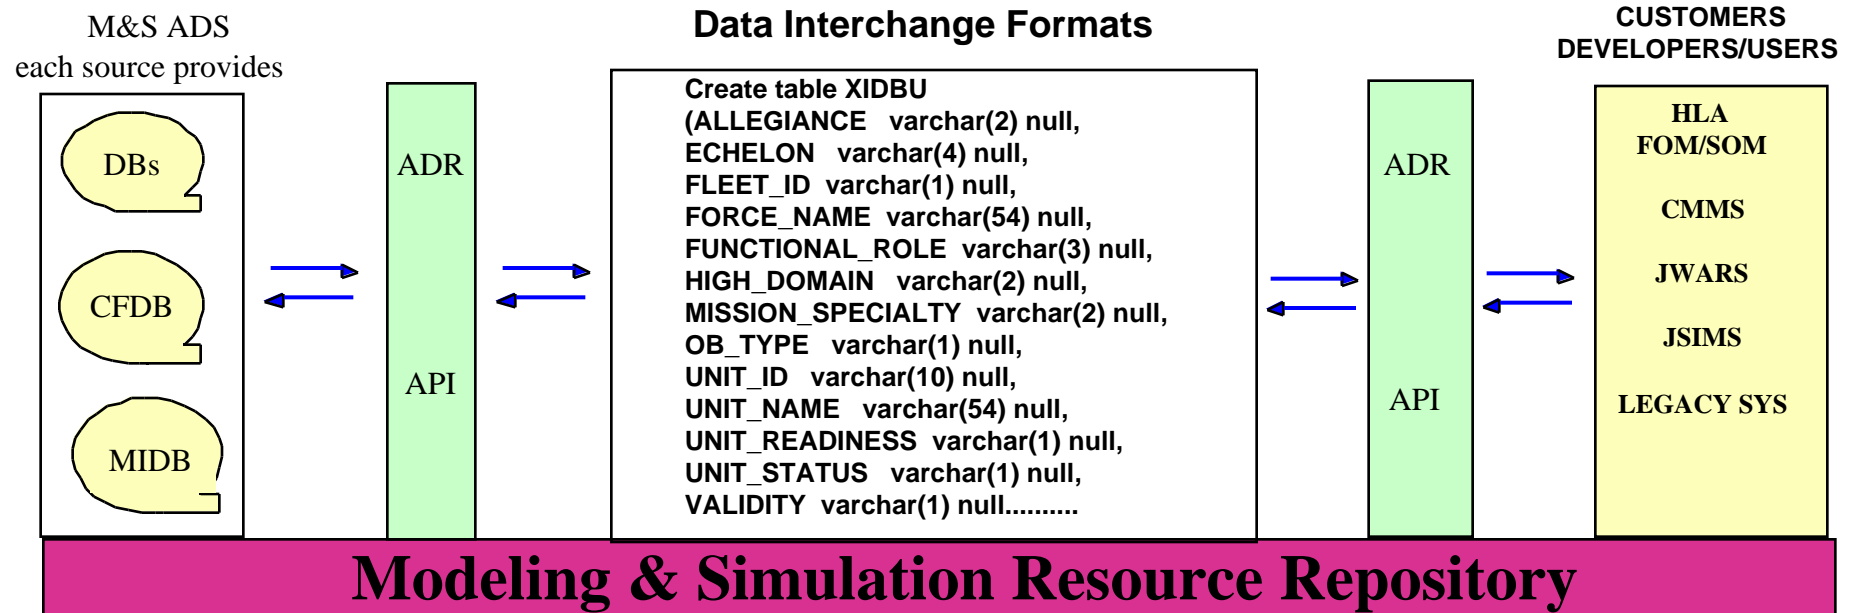 M&S ADS
each source provides
Data Interchange Formats
CUSTOMERS
DEVELOPERS/USERS
DBs
CFDB
MIDB
ADR
API
Create table XIDBU
(ALLEGIANCE varchar(2) null,
ECHELON varchar(4) null,
FLEET_ID varchar(1) null,
FORCE_NAME varchar(54) null,
FUNCTIONAL_ROLE varchar(3) null,
HIGH_DOMAIN varchar(2) null,
MISSION_SPECIALTY varchar(2) null,
OB_TYPE varchar(1) null,
UNIT_ID varchar(10) null,
UNIT_NAME varchar(54) null,
UNIT_READINESS varchar(1) null,
UNIT_STATUS varchar(1) null,
VALIDITY varchar(1) null..........
ADR
API
HLA
FOM/SOM
CMMS
JWARS
JSIMS
LEGACY SYS
Modeling & Simulation Resource Repository